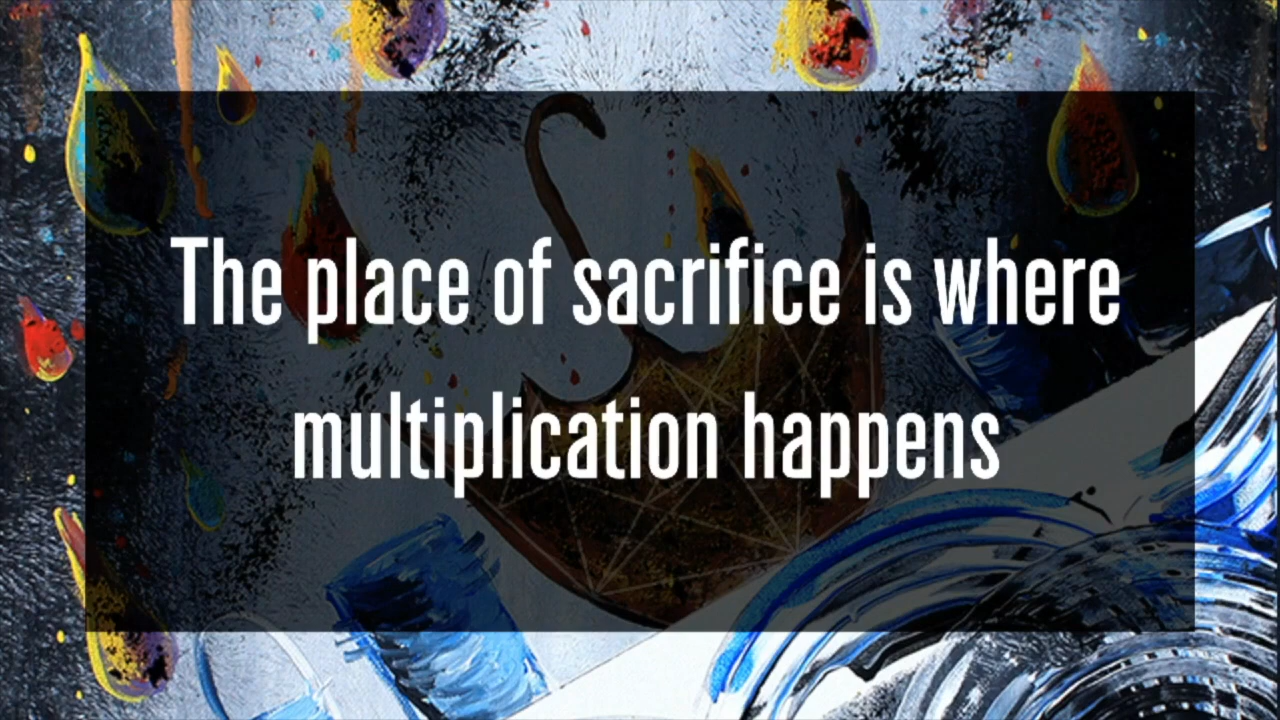 The place of sacrifice is where
multiplication happens